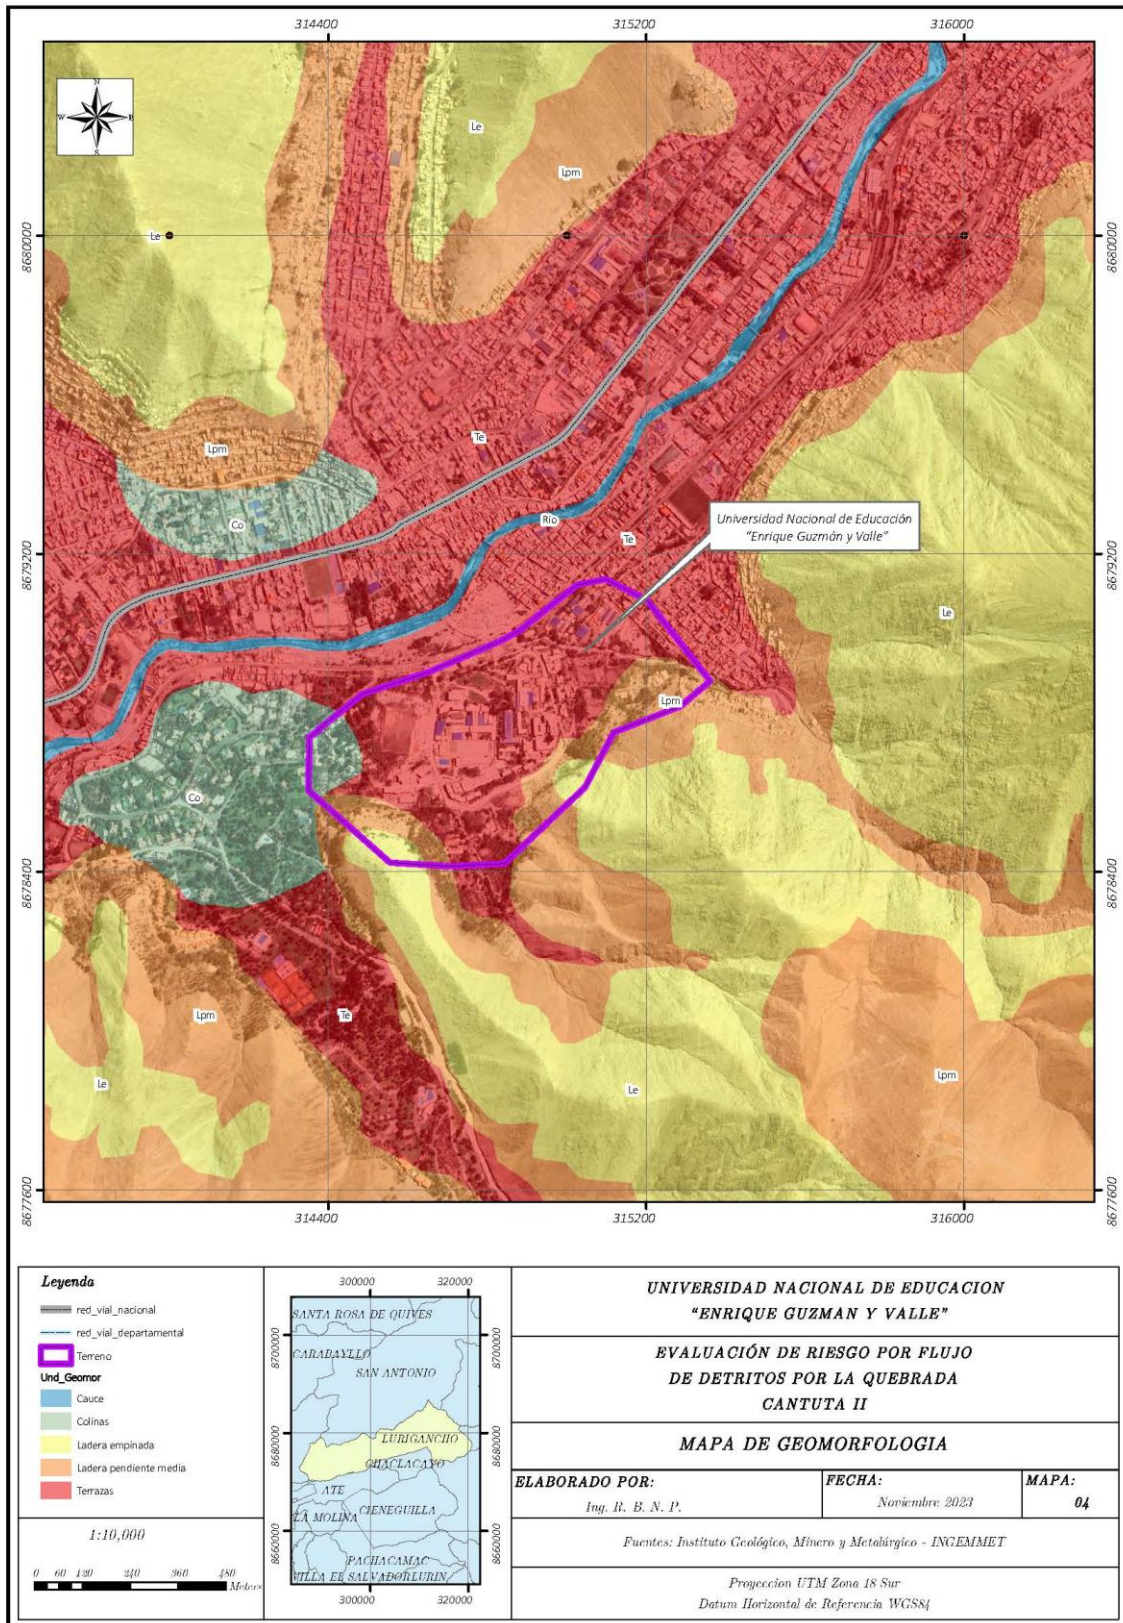 314400
315200
316000
N
W
E
S
Le
Lpm
Le
8680000
8680000
Lpm
Te
Co
Río
Te
Universidad Nacional de Educación
"Enrique Guzmán y Valle"
8679200
8679200
Le
Lpm
Co
8678400
8678400
Lpm
Te
Le
Le
Lpm
8677600
8677600
314400
315200
316000
Leyenda
red_vial_nacional
red_vial_departamental
Terreno
Und_Geomor
Cauce
Colinas
Ladera empinada
Ladera pendiente media
Terrazas
1:10,000
0 60 120 240 360 480
Meters
300000
320000
SANTA ROSA DE QUIVES
8700000
8700000
CARABAYLLO
SAN ANTONIO
LURIGANCHO
8680000
8680000
CHACLACAYO
ATE
CIENEGUILLA
LA MOLINA
8660000
8660000
PACHACAMAC
VILLA EL SALVADOR
LURIN
300000
320000
UNIVERSIDAD NACIONAL DE EDUCACION
"ENRIQUE GUZMAN Y VALLE"
EVALUACIÓN DE RIESGO POR FLUJO
DE DETRITOS POR LA QUEBRADA
CANTUTA II
MAPA DE GEOMORFOLOGIA
ELABORADO POR:
Ing. R. B. N. P.
FECHA:
Noviembre 2023
MAPA:
04
Fuentes: Instituto Geológico, Minero y Metalúrgico - INGEMMET
Proyeccion UTM Zona 18 Sur
Datum Horizontal de Referencia WGS84